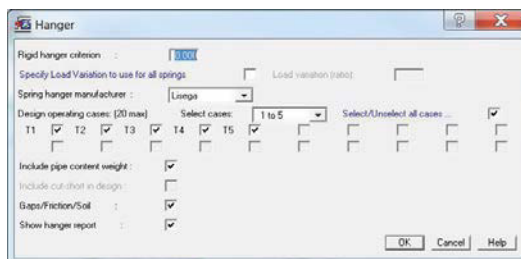 Hanger
Rigid hanger criterion :
Specify Load Variation to use for all springs Load variation (ratio):
Spring hanger manufacturer : Lisega
Design operating cases: (20 max) Select cases: 1 to 5 Select/Unselect all cases ...
T1 T2 T3 T4 T5
Include pipe content weight :
Include cut-short in design :
Gaps/Friction/Soil :
Show hanger report :
OK Cancel Help